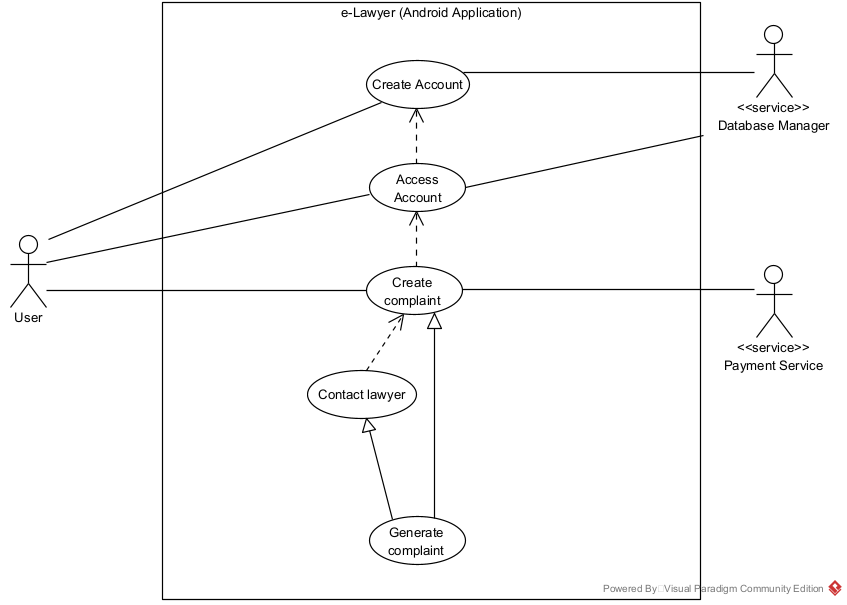 e-Lawyer (Android Application)
Create Account
<<service>>
Database Manager
Access
Account
User
Create
complaint
<<service>>
Payment Service
Contact lawyer
Generate
complaint
Powered By Visual Paradigm Community Edition